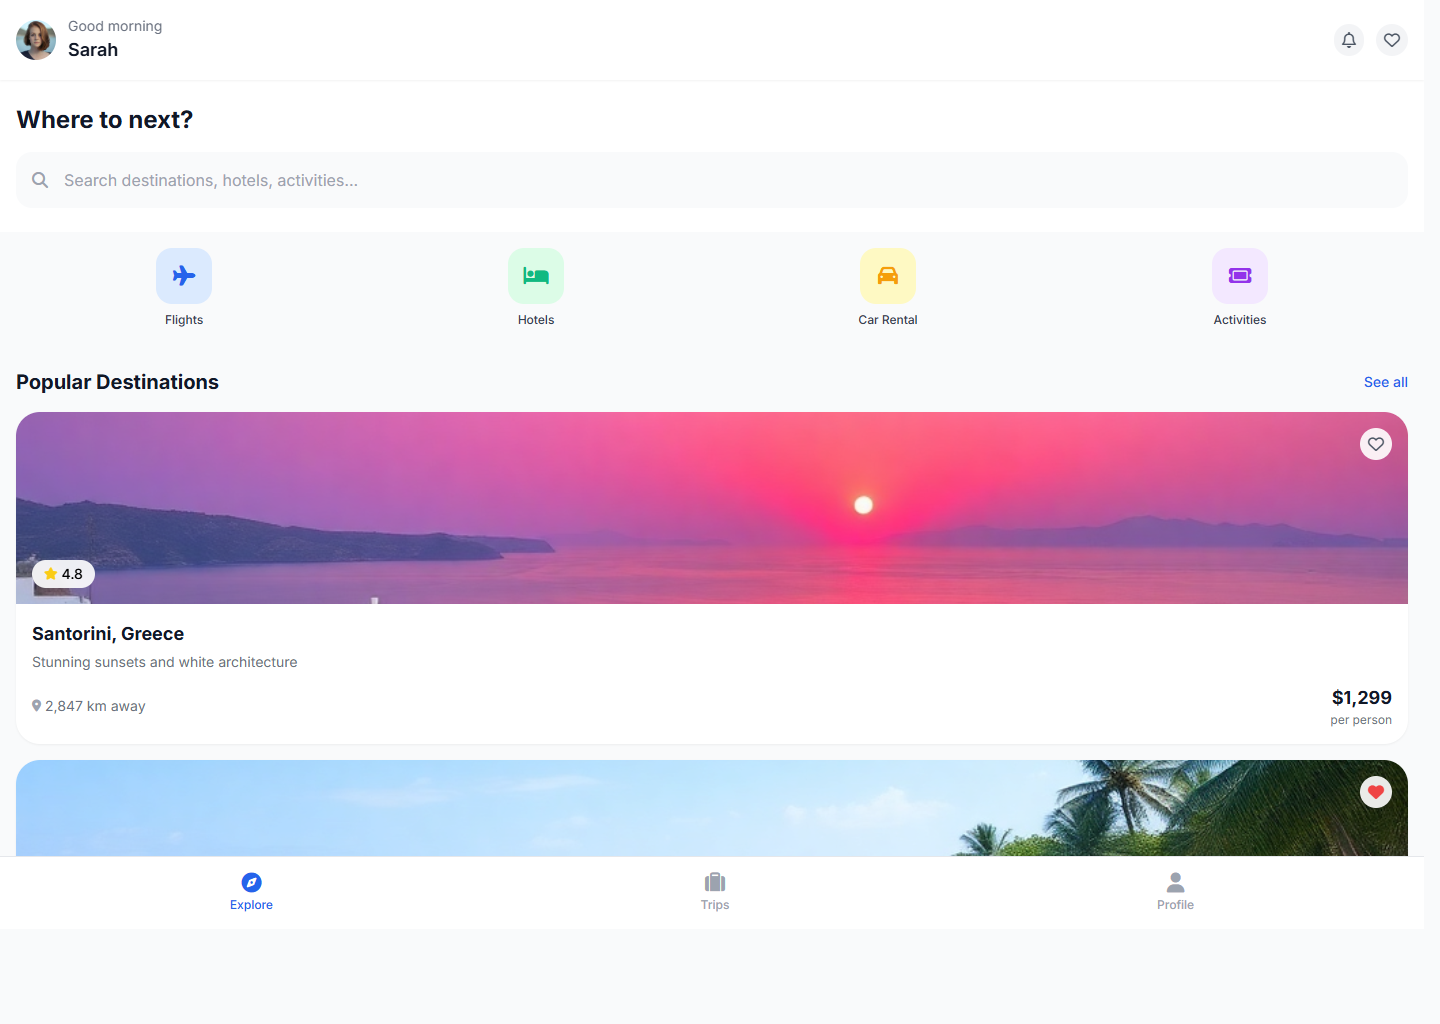 Good morning
Sarah
Where to next?
Search destinations, hotels, activities...
Flights
Hotels
Car Rental
Activities
Popular Destinations
See all
4.8
Santorini, Greece
Stunning sunsets and white architecture
2,847 km away
$1,299
per person
Explore
Trips
Profile